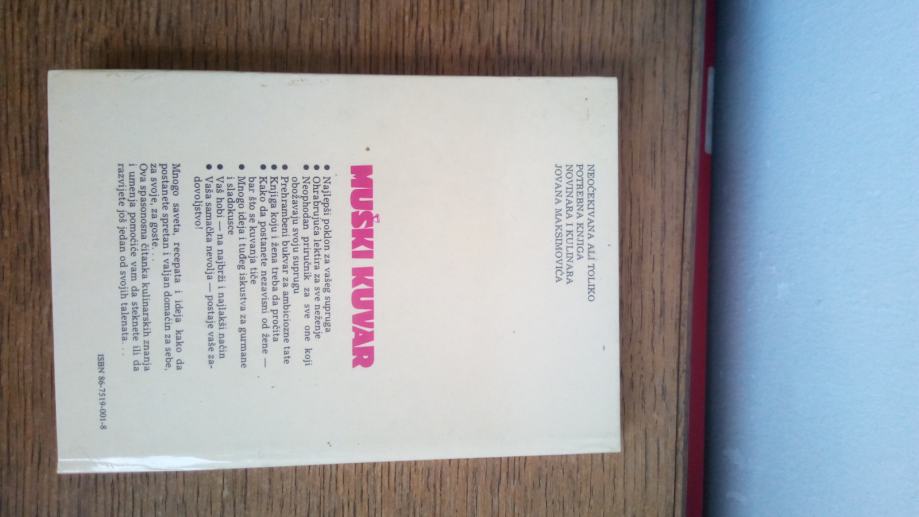 NEOČEKIVANA ALI TOLIKO
POTREBNA KNJIGA
NOVINARA I KULINARA
JOVANA MAKSIMOVIĆA
MUŠKI KUVAR
● Najlepši poklon za vašeg supruga
● Ohrabrujuća lektira za sve neženje
● Neophodan priručnik za sve one koji
obožavaju svoju suprugu
● Prehrambeni bukvar za ambiciozne tate
● Knjiga koju i žena treba da pročita
● Kako da postanete nezavisni od žene —
bar što se kuvanja tiče
● Mnogo ideja i tuđeg iskustva za gurmane
i sladokusce
● Vaš hobi — na najbrži i najlakši način
● Vaša samačka nevolja — postaje vaše za-
dovoljstvo!
Mnogo saveta, recepata i ideja kako da
postanete spretan i valjan domaćin za sebe,
za svoje, za goste. . .
Ova spasonosna čitanka kulinarskih znanja
i umenja pomoćiće vam da steknete ili da
razvijete još jedan od svojih talenata. . .
ISBN 86-7519-001-8